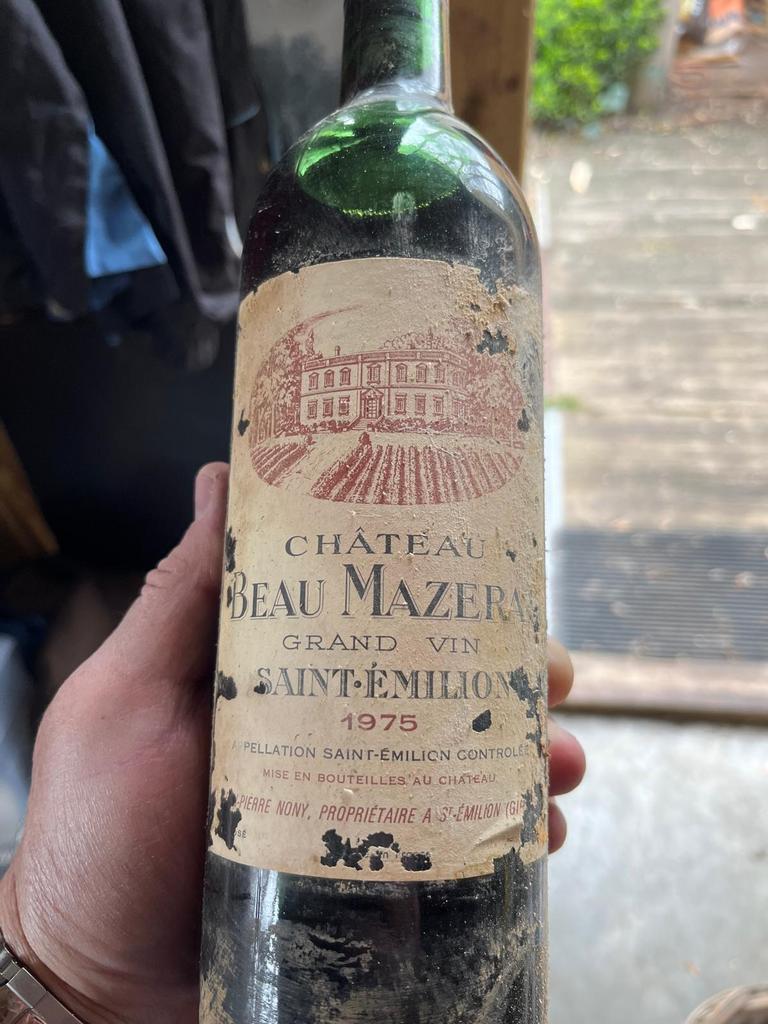 CHÂTEAU
BEAU MAZERA
GRAND VIN
SAINT-ÉMILION
1975
APPELLATION SAINT-ÉMILION CONTROLÉE
MISE EN BOUTEILLES AU CHATEAU
-PIERRE NONY, PROPRIÉTAIRE A ST-ÉMILION (GIR